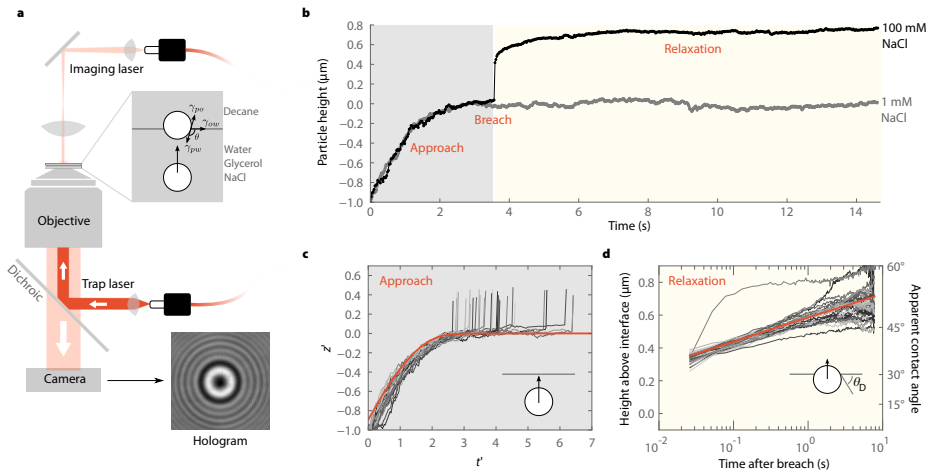 a
Imaging laser
γpo
Decane
γow
θ
γpw
Water
Glycerol
NaCl
Objective
Dichroic
Trap laser
Camera
Hologram
b
Particle height (µm)
0.8
0.6
0.4
0.2
0.0
−0.2
−0.4
−0.6
−0.8
−1.0
0
2
4
6
8
10
12
14
Time (s)
Approach
Breach
Relaxation
100 mM
NaCl
1 mM
NaCl
c
Approach
z'
0.6
0.4
0.2
0.0
−0.2
−0.4
−0.6
−0.8
−1.0
0
1
2
3
4
5
6
7
t'
d
Relaxation
Height above interface (µm)
0.8
0.6
0.4
0.2
0.0
10−2
10−1
100
101
Time after breach (s)
60°
45°
30°
15°
Apparent contact angle
θD